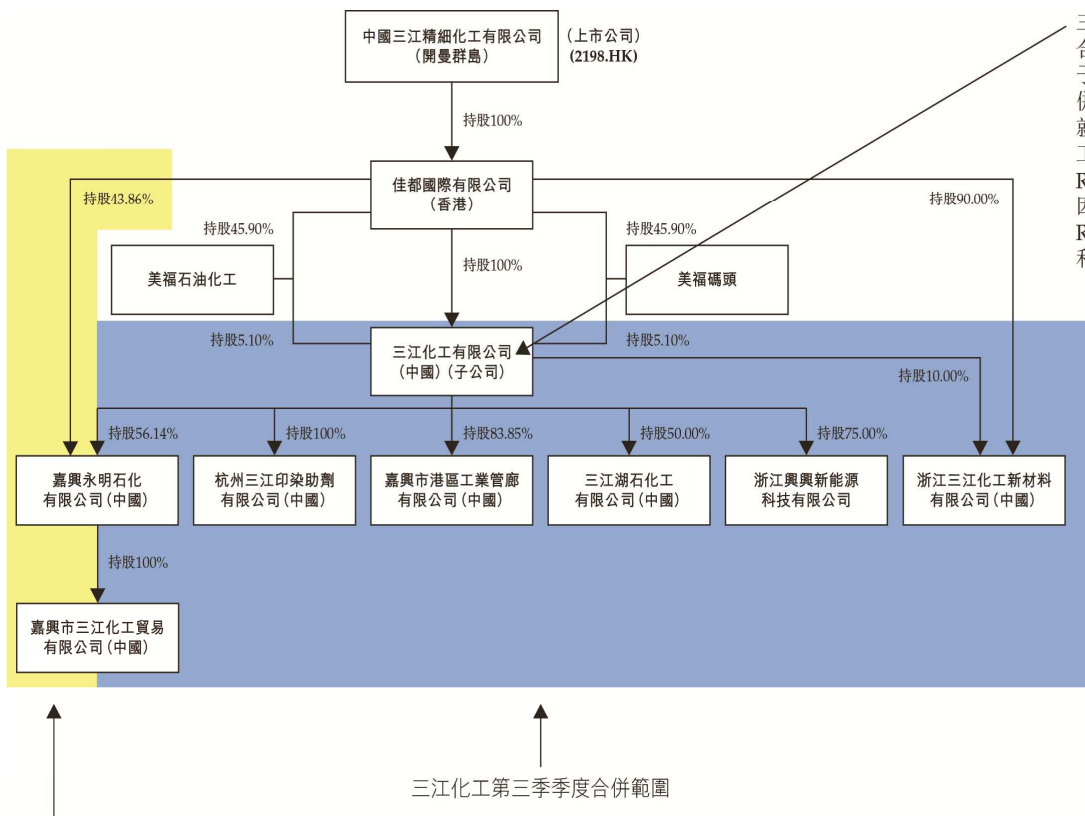 中國三江精細化工有限公司
(開曼群島)
(上市公司)
(2198.HK)
持股100%
佳都國際有限公司
(香港)
持股43.86%
持股90.00%
持股45.90%
持股45.90%
美福石油化工
持股100%
美福碼頭
持股5.10%
持股5.10%
三江化工有限公司
(中國)(子公司)
持股10.00%
持股56.14%
持股100%
持股83.85%
持股50.00%
持股75.00%
嘉興永明石化
有限公司(中國)
杭州三江印染助劑
有限公司(中國)
嘉興市港區工業管廊
有限公司(中國)
三江湖石化工
有限公司(中國)
浙江興興新能源
科技有限公司
浙江三江化工新材料
有限公司(中國)
持股100%
嘉興市三江化工貿易
有限公司(中國)
三江化工第三季季度合併範圍